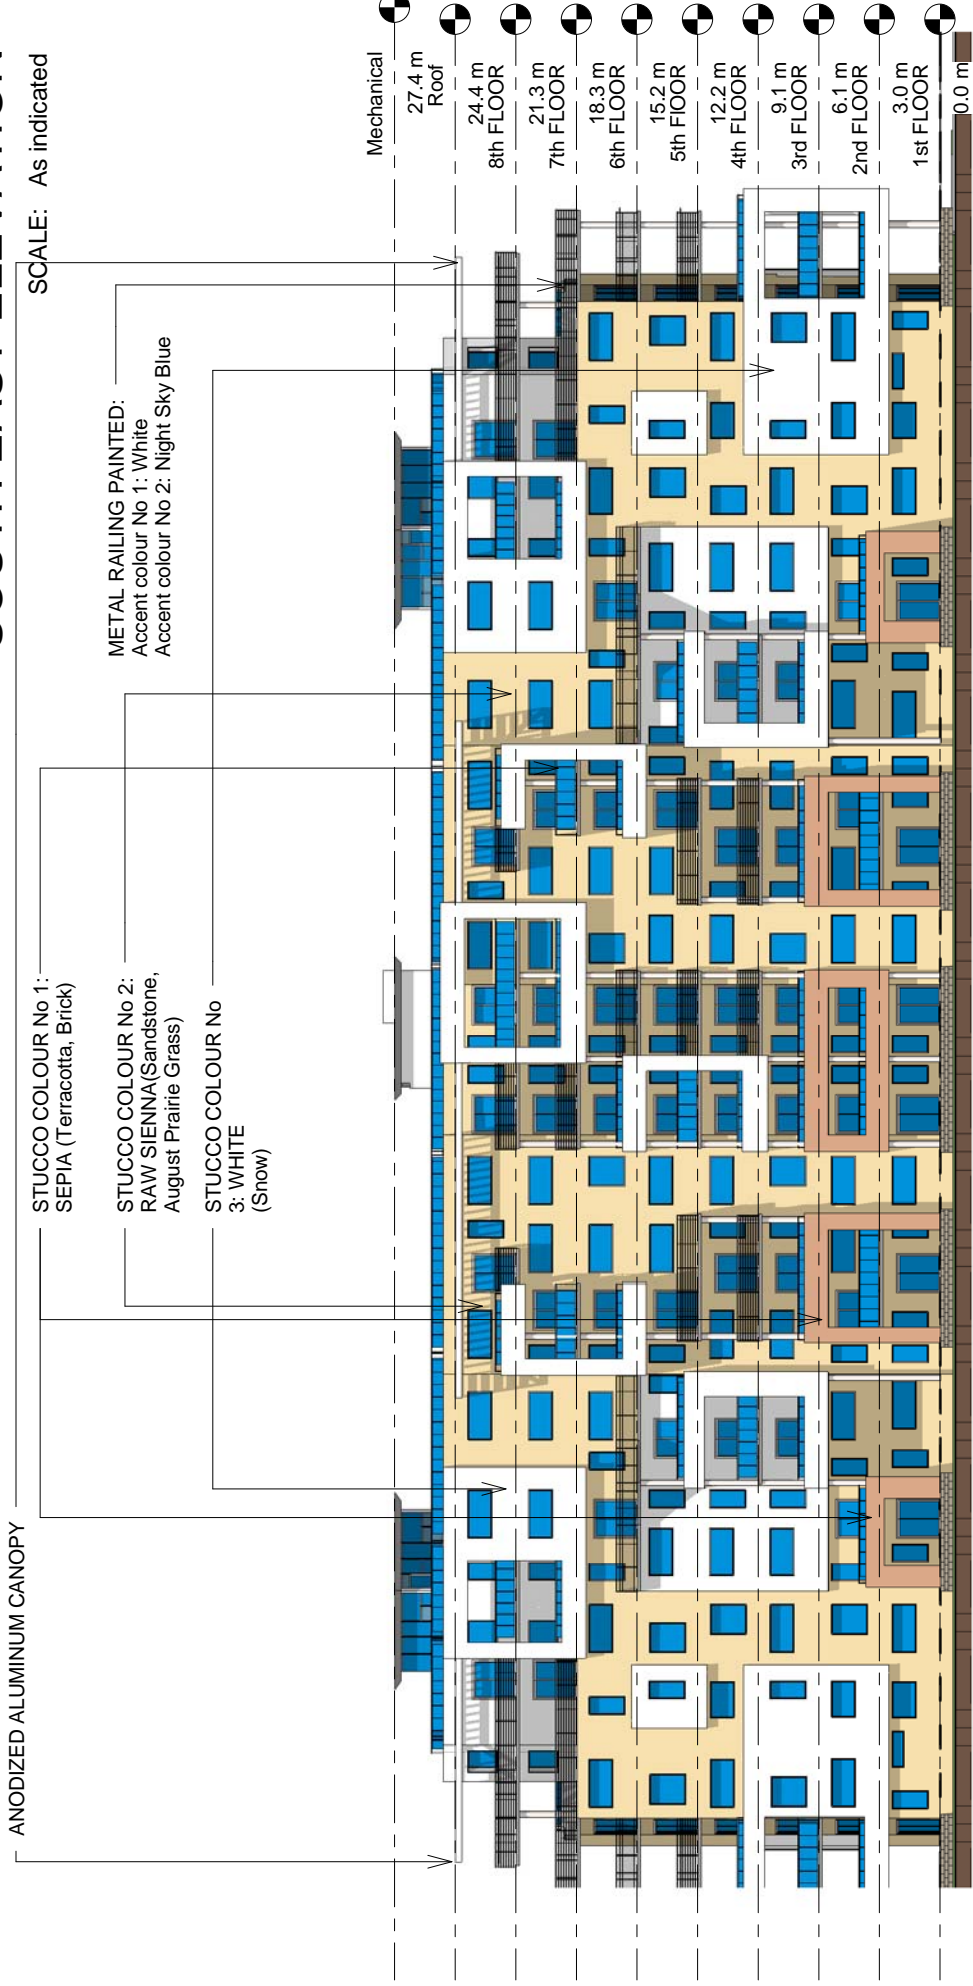 SCALE: As indicated
ANODIZED ALUMINUM CANOPY
STUCCO COLOUR No 1:
SEPIA (Terracotta, Brick)
METAL RAILING PAINTED:
Accent colour No 1: White
Accent colour No 2: Night Sky Blue
STUCCO COLOUR No 2:
RAW SIENNA(Sandstone,
August Prairie Grass)
STUCCO COLOUR No
3: WHITE
(Snow)
Mechanical
27.4 m
Roof
24.4 m
8th FLOOR
21.3 m
7th FLOOR
18.3 m
6th FLOOR
15.2 m
5th FlOOR
12.2 m
4th FLOOR
9.1 m
3rd FLOOR
6.1 m
2nd FLOOR
3.0 m
1st FLOOR
0.0 m